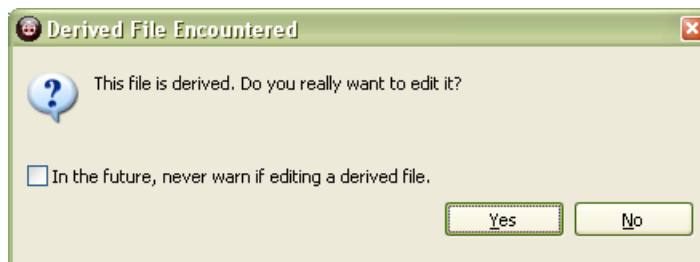 Derived File Encountered
This file is derived. Do you really want to edit it?
In the future, never warn if editing a derived file.
Yes No